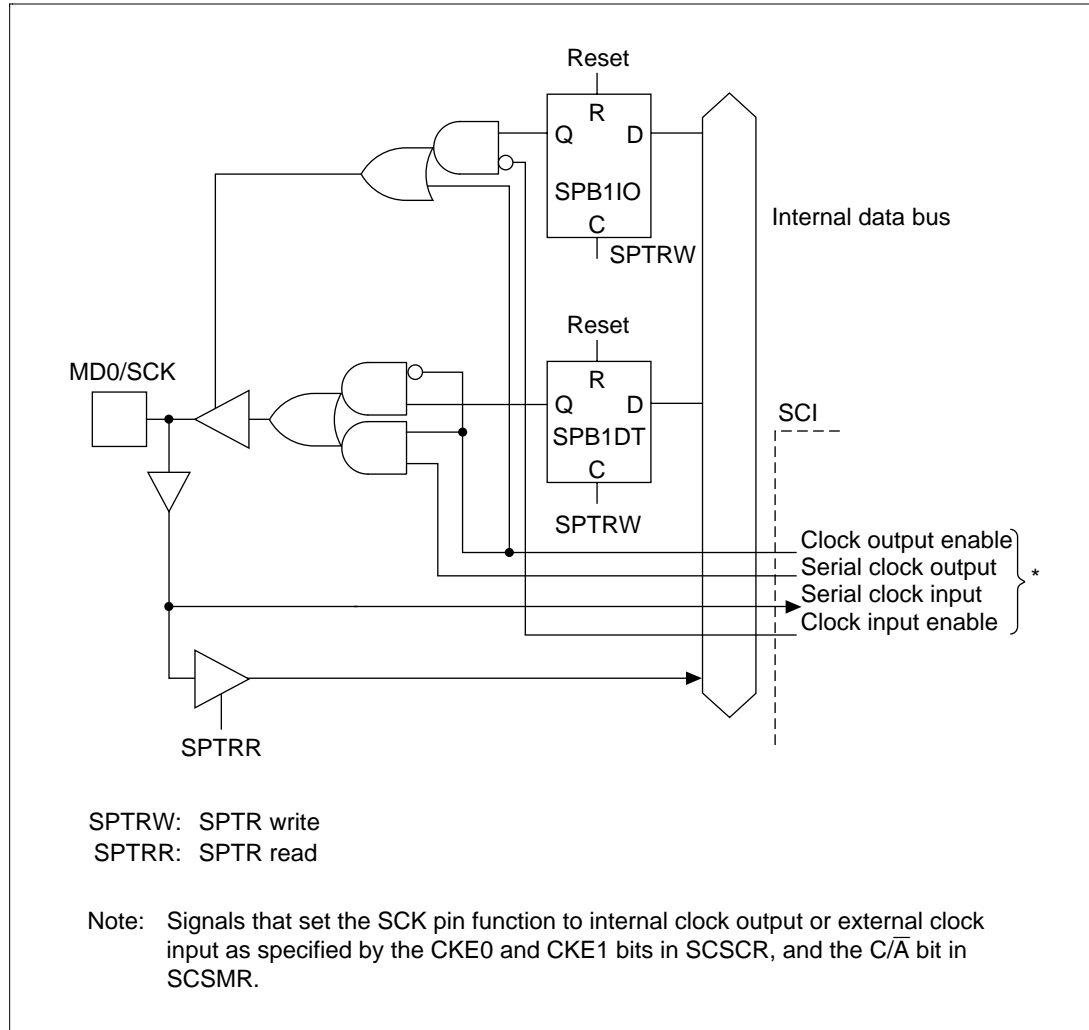 Reset
R
Q D
SPB1IO
C
SPTRW
Internal data bus
Reset
MD0/SCK
R
Q D
SPB1DT
C
SPTRW
SCI
Clock output enable
Serial clock output
*
Serial clock input
Clock input enable
SPTRR
SPTRW: SPTR write
SPTRR: SPTR read
Note: Signals that set the SCK pin function to internal clock output or external clock
input as specified by the CKE0 and CKE1 bits in SCSCR, and the C/A̅ bit in
SCSMR.